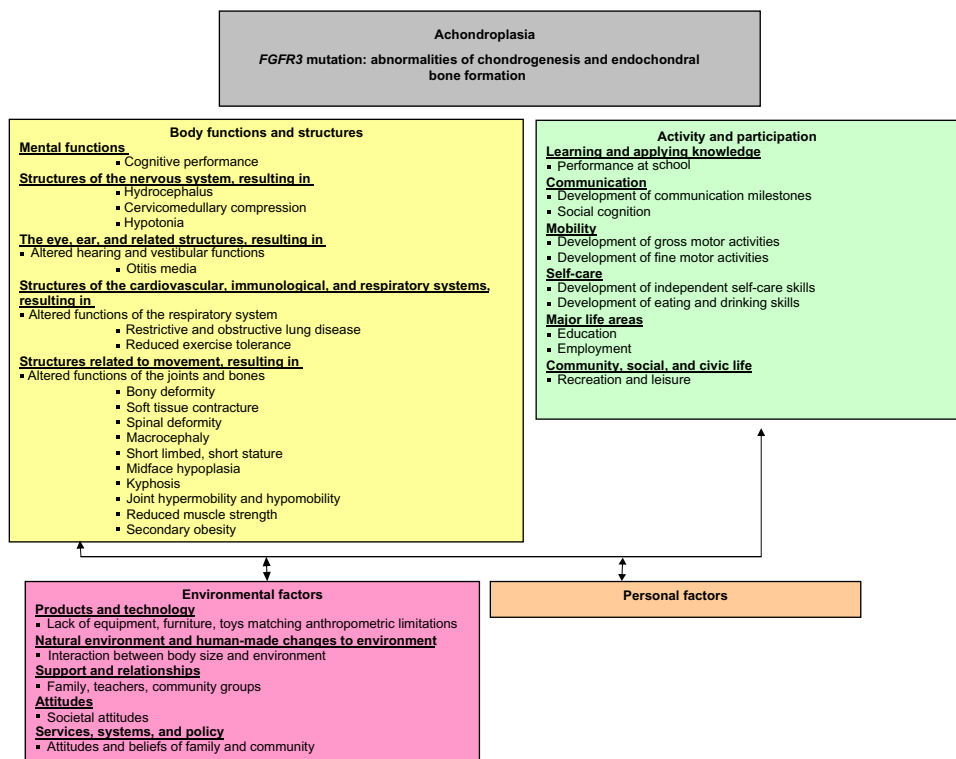 Achondroplasia
FGFR3 mutation: abnormalities of chondrogenesis and endochondral
bone formation
Body functions and structures
Mental functions
▪ Cognitive performance
Structures of the nervous system, resulting in
▪ Hydrocephalus
▪ Cervicomedullary compression
▪ Hypotonia
The eye, ear, and related structures, resulting in
▪ Altered hearing and vestibular functions
▪ Otitis media
Structures of the cardiovascular, immunological, and respiratory systems,
resulting in
▪ Altered functions of the respiratory system
▪ Restrictive and obstructive lung disease
▪ Reduced exercise tolerance
Structures related to movement, resulting in
▪ Altered functions of the joints and bones
▪ Bony deformity
▪ Soft tissue contracture
▪ Spinal deformity
▪ Macrocephaly
▪ Short limbed, short stature
▪ Midface hypoplasia
▪ Kyphosis
▪ Joint hypermobility and hypomobility
▪ Reduced muscle strength
▪ Secondary obesity
Activity and participation
Learning and applying knowledge
▪ Performance at school
Communication
▪ Development of communication milestones
▪ Social cognition
Mobility
▪ Development of gross motor activities
▪ Development of fine motor activities
Self-care
▪ Development of independent self-care skills
▪ Development of eating and drinking skills
Major life areas
▪ Education
▪ Employment
Community, social, and civic life
▪ Recreation and leisure
Environmental factors
Products and technology
▪ Lack of equipment, furniture, toys matching anthropometric limitations
Natural environment and human-made changes to environment
▪ Interaction between body size and environment
Support and relationships
▪ Family, teachers, community groups
Attitudes
▪ Societal attitudes
Services, systems, and policy
▪ Attitudes and beliefs of family and community
Personal factors